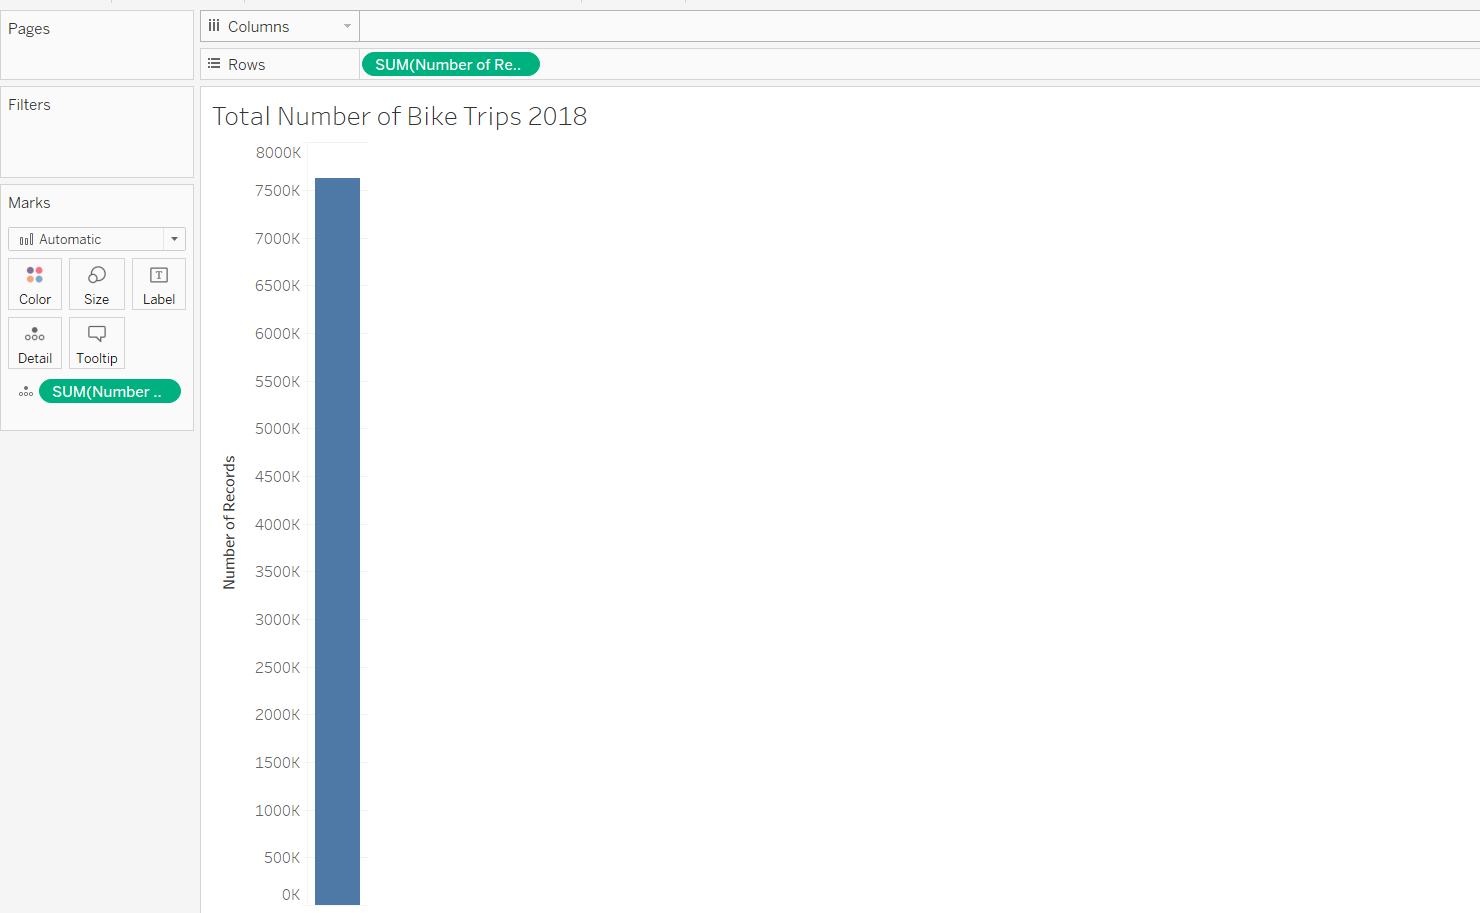 Pages
Columns
Rows
SUM(Number of Re..
Filters
Total Number of Bike Trips 2018
Marks
Automatic
Color
Size
Label
Detail
Tooltip
SUM(Number ..
Number of Records
8000K
7500K
7000K
6500K
6000K
5500K
5000K
4500K
4000K
3500K
3000K
2500K
2000K
1500K
1000K
500K
0K